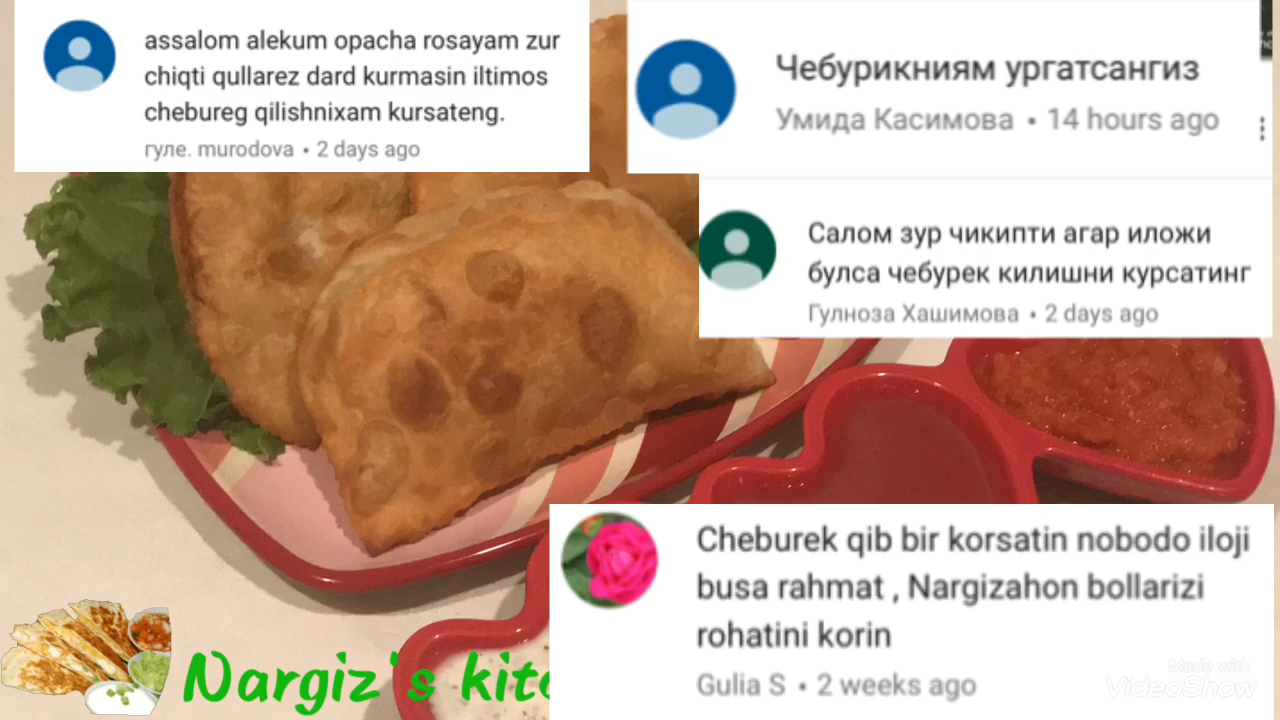 assalom alekum opacha rosayam zur
chiqti qullarez dard kurmasin iltimos
chebureg qilishnixam kursateng.
гуле. murodova • 2 days ago
Чебурикниям ургатсангиз
Умида Касимова • 14 hours ago
Салом зур чикипти агар иложи
булса чебурек килишни курсатинг
Гулноза Хашимова • 2 days ago
Cheburek qib bir korsatin nobodo iloji
busa rahmat , Nargizahon bollarizi
rohatini korin
Gulia S • 2 weeks ago
Nargiz's kit
Made with
VideoShow